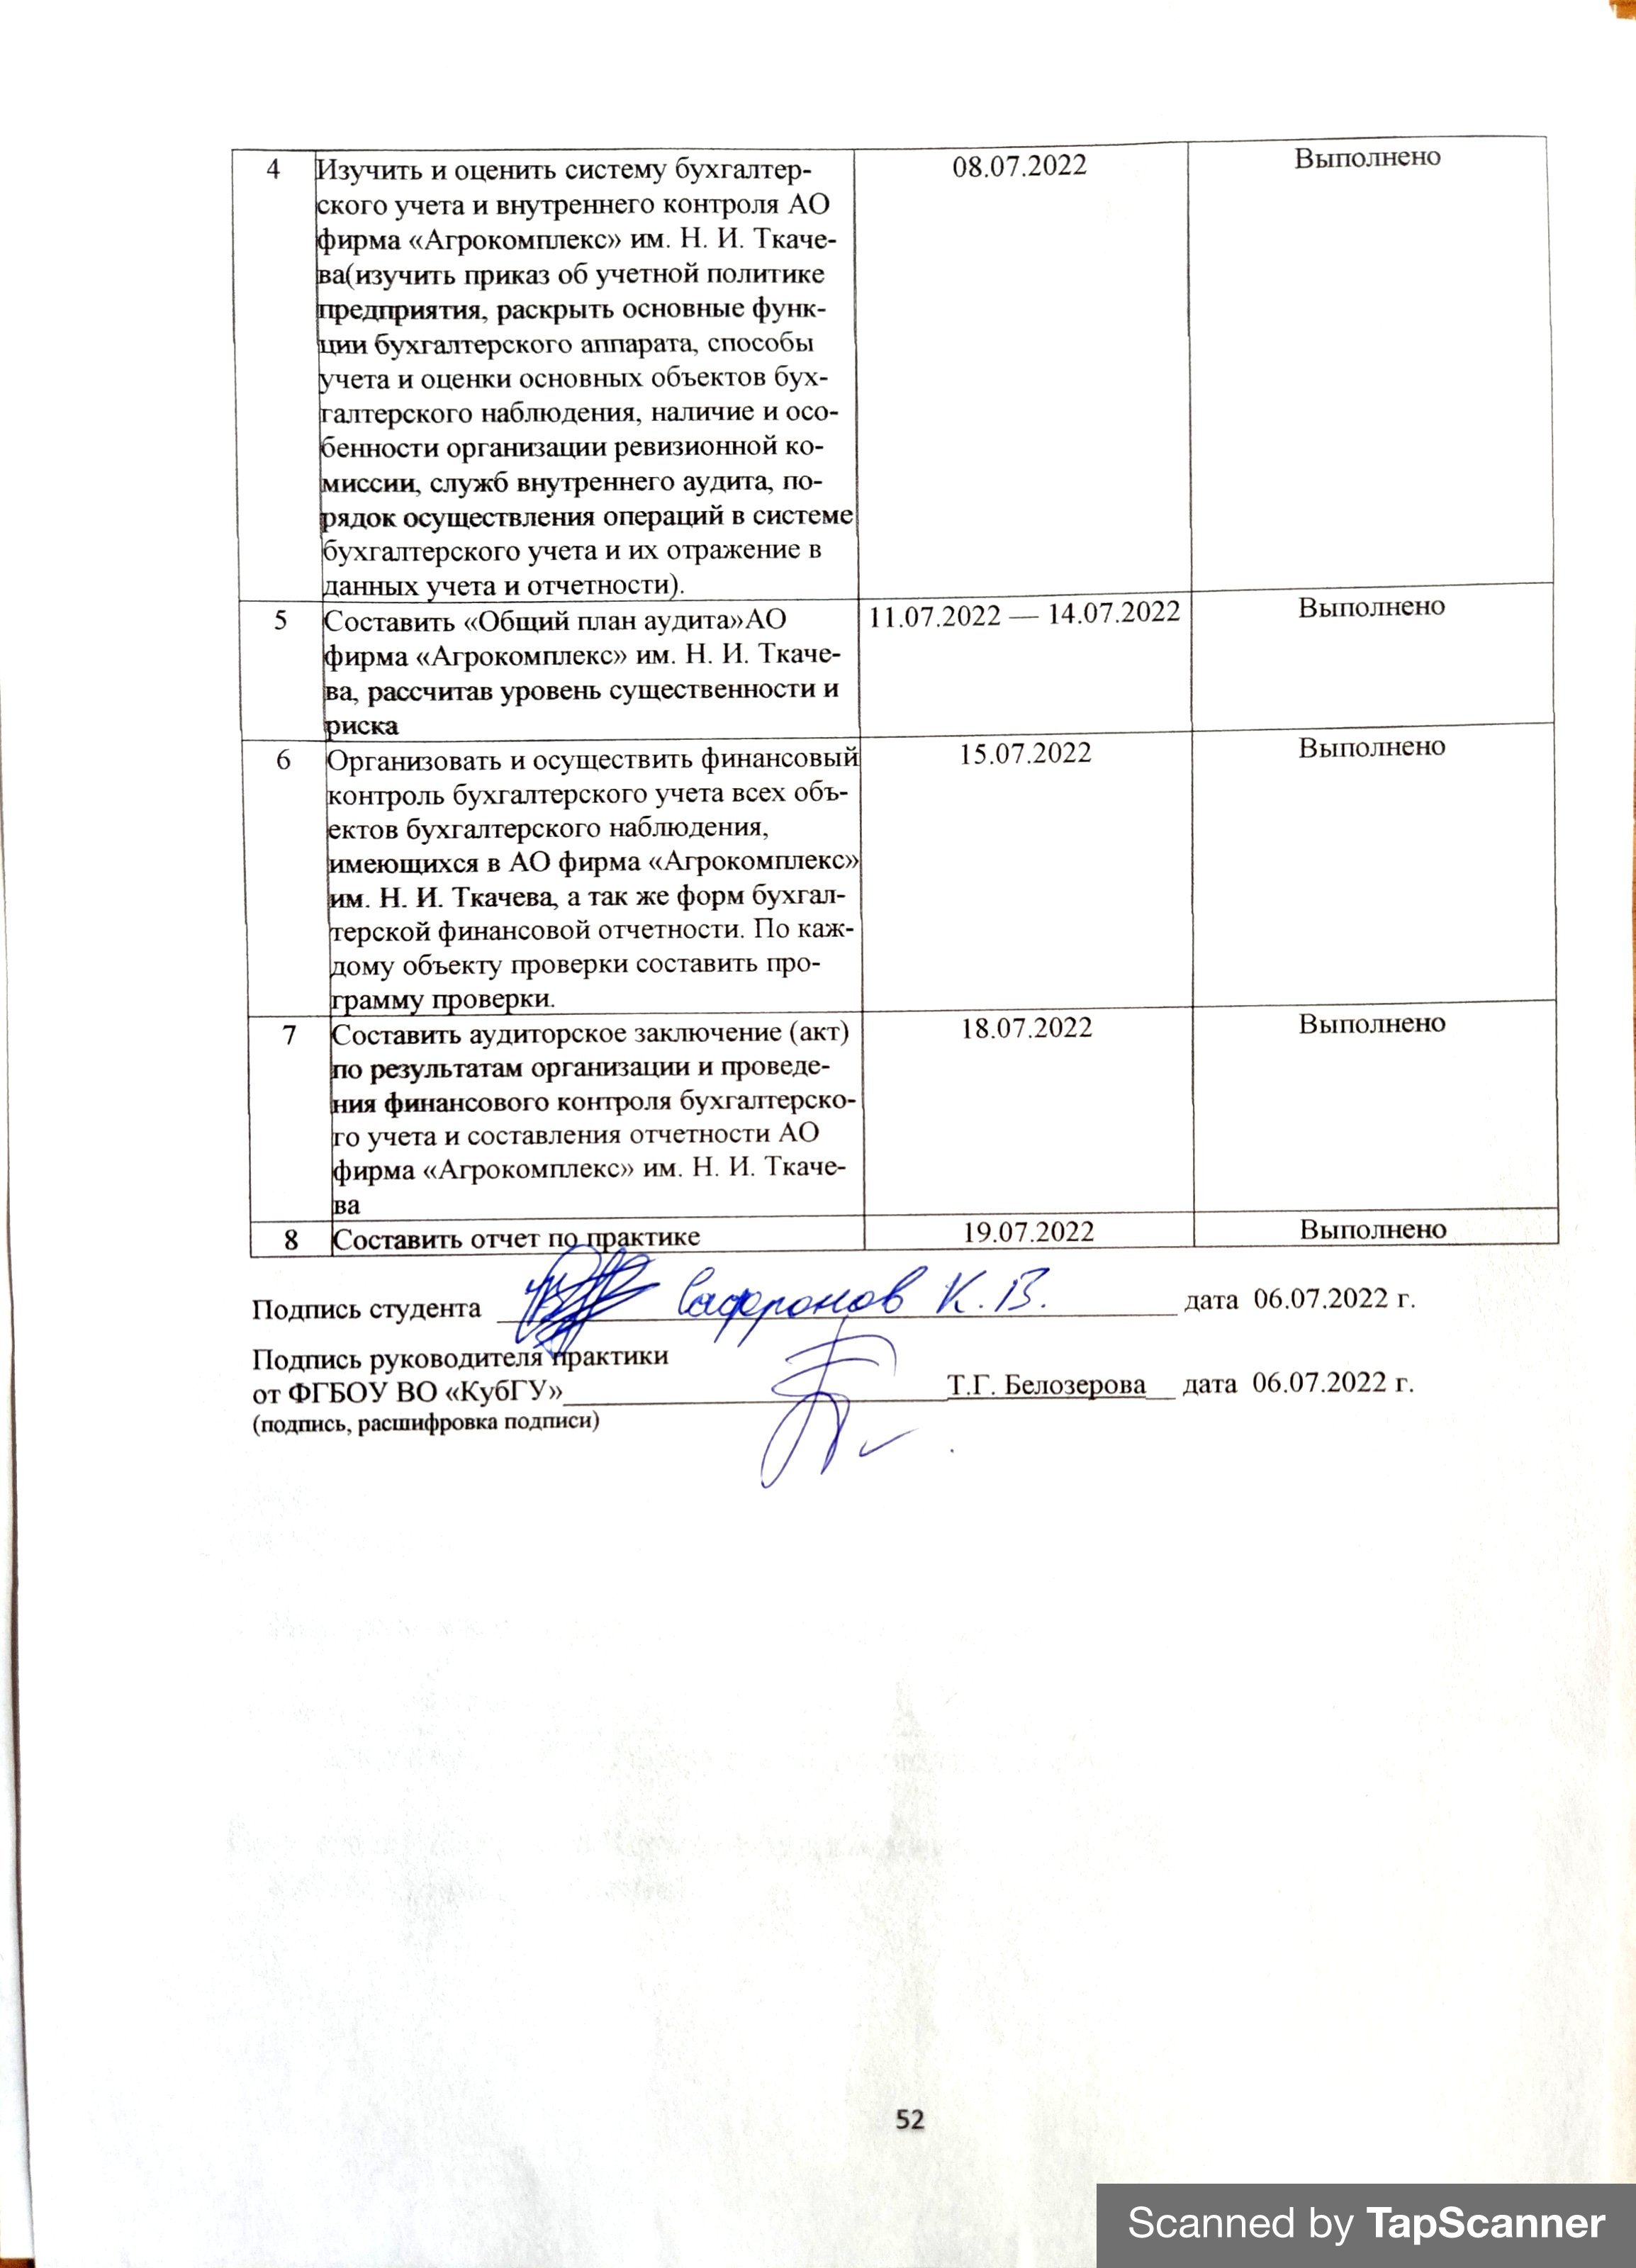 4
Изучить и оценить систему бухгалтер-
ского учета и внутреннего контроля АО
фирма «Агрокомплекс» им. Н. И. Ткаче-
ва(изучить приказ об учетной политике
предприятия, раскрыть основные функ-
ции бухгалтерского аппарата, способы
учета и оценки основных объектов бух-
галтерского наблюдения, наличие и осо-
бенности организации ревизионной ко-
миссии, служб внутреннего аудита, по-
рядок осуществления операций в системе
бухгалтерского учета и их отражение в
данных учета и отчетности).
08.07.2022
Выполнено
5
Составить «Общий план аудита»АО
фирма «Агрокомплекс» им. Н. И. Ткаче-
ва, рассчитав уровень существенности и
риска
11.07.2022 — 14.07.2022
Выполнено
6
Организовать и осуществить финансовый
контроль бухгалтерского учета всех объ-
ектов бухгалтерского наблюдения,
имеющихся в АО фирма «Агрокомплекс»
им. Н. И. Ткачева, а так же форм бухгал-
терской финансовой отчетности. По каж-
дому объекту проверки составить про-
грамму проверки.
15.07.2022
Выполнено
7
Составить аудиторское заключение (акт)
по результатам организации и проведе-
ния финансового контроля бухгалтерско-
го учета и составления отчетности АО
фирма «Агрокомплекс» им. Н. И. Ткаче-
ва
18.07.2022
Выполнено
8
Составить отчет по практике
19.07.2022
Выполнено
Подпись студента Сафронов К.В. дата 06.07.2022 г.
Подпись руководителя практики
от ФГБОУ ВО «КубГУ» Т.Г. Белозерова дата 06.07.2022 г.
(подпись, расшифровка подписи)
52
Scanned by TapScanner